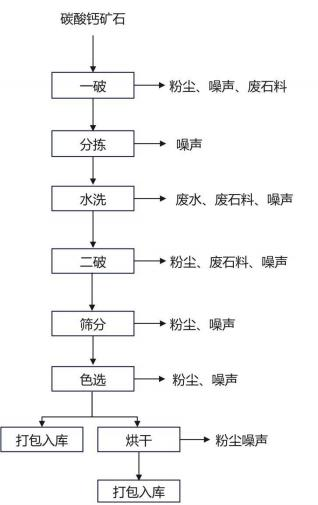 碳酸钙矿石
一破
粉尘、噪声、废石料
分拣
噪声
水洗
废水、废石料、噪声
二破
粉尘、废石料、噪声
筛分
粉尘、噪声
色选
粉尘、噪声
打包入库
烘干
粉尘噪声
打包入库